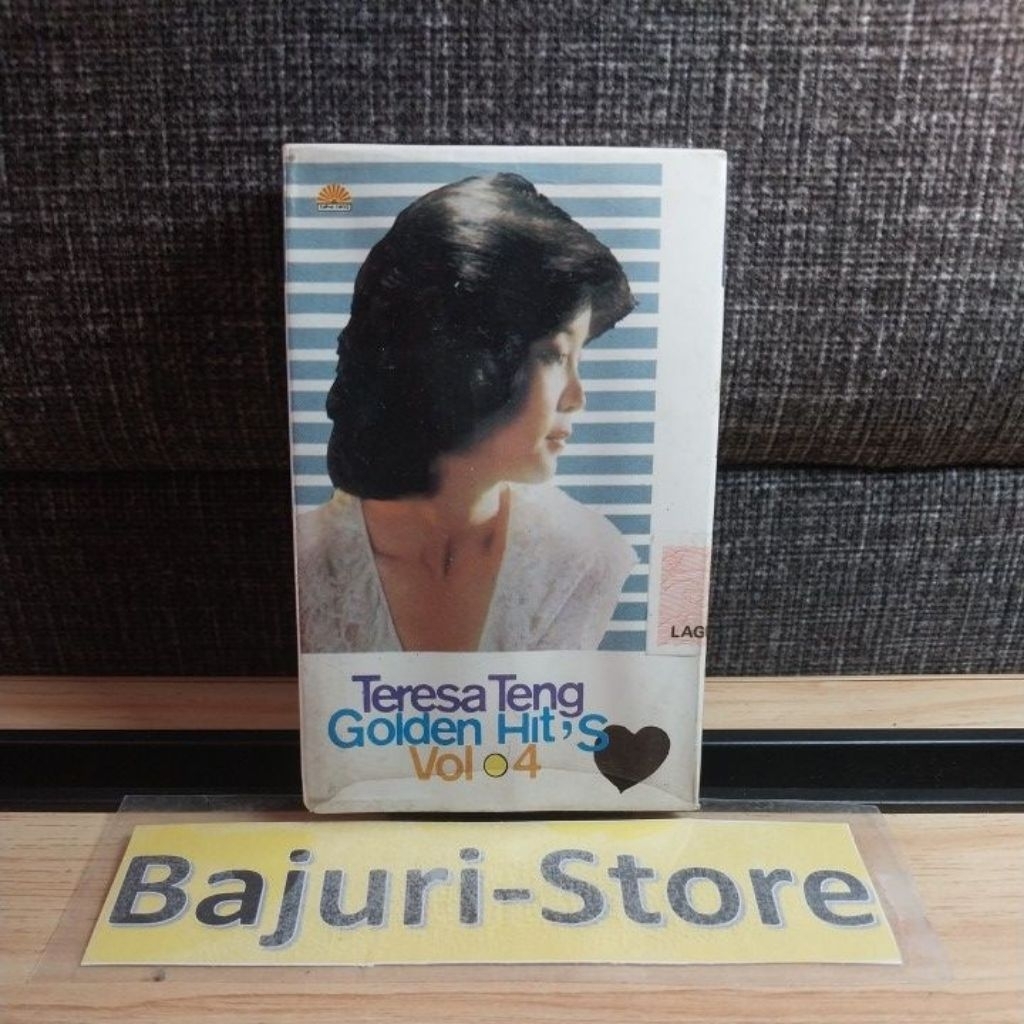 LAG
Teresa Teng
Golden Hit's
Vol. 4
Bajuri-Store